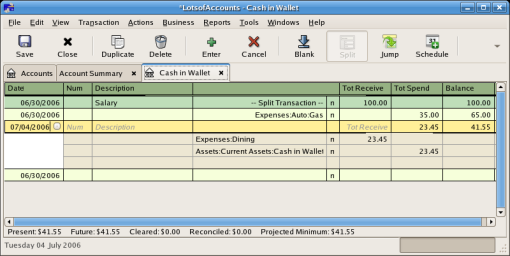 *LotsofAccounts - Cash in Wallet
File Edit View Transaction Actions Business Reports Tools Windows Help
Save Close Duplicate Delete Enter Cancel Blank Split Jump Schedule
Accounts Account Summary Cash in Wallet
Date Num Description Tot Receive Tot Spend Balance
06/30/2006 Salary -- Split Transaction -- n 100.00 100.00
06/30/2006 Expenses:Auto:Gas n 35.00 65.00
07/04/2006 Num Description Tot Receive 23.45 41.55
Expenses:Dining n 23.45
Assets:Current Assets:Cash in Wallet n 23.45
06/30/2006 n
Present: $41.55 Future: $41.55 Cleared: $0.00 Reconciled: $0.00 Projected Minimum: $41.55
Tuesday 04 July 2006